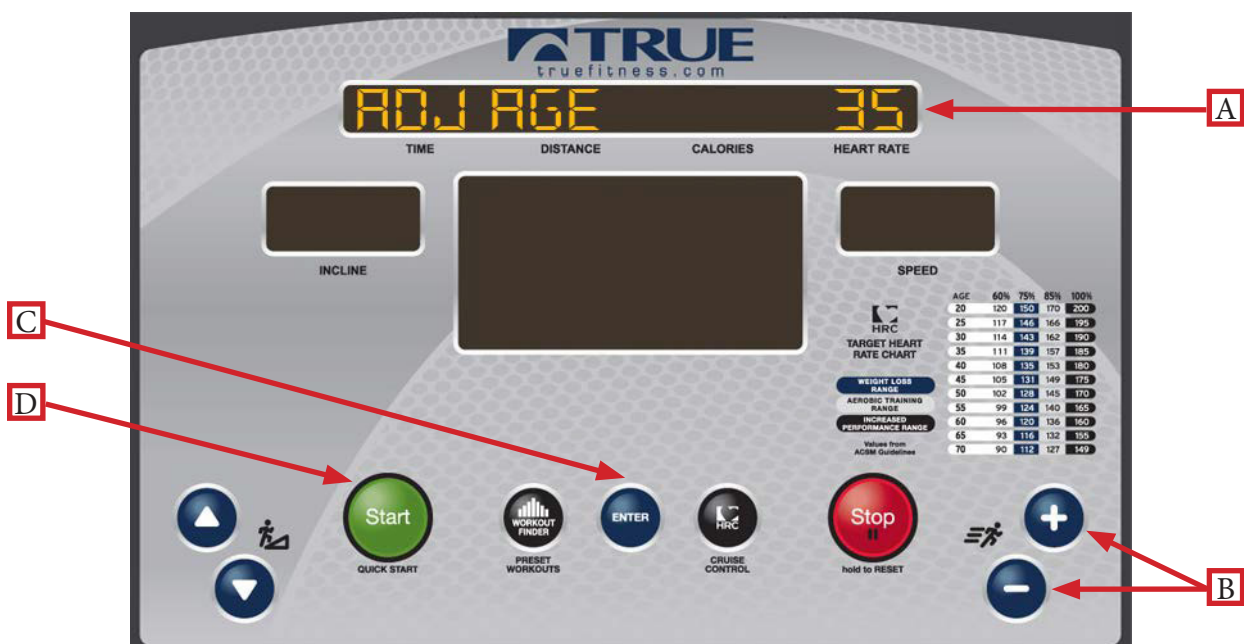 TRUE
truefitness.com
ADJ AGE 35
A
TIME DISTANCE CALORIES HEART RATE
INCLINE
SPEED
C
D
HRC
TARGET HEART
RATE CHART
WEIGHT LOSS
RANGE
AEROBIC TRAINING
RANGE
INCREASED
PERFORMANCE RANGE
Values from
ACSM Guidelines
AGE 60% 75% 85% 100%
20 120 150 170 200
25 117 146 166 195
30 114 143 162 190
35 111 139 157 185
40 108 135 153 180
45 105 131 149 175
50 102 128 145 170
55 99 124 140 165
60 96 120 136 160
65 93 116 132 155
70 90 112 127 149
Start
QUICK START
WORKOUT
FINDER
PRESET
WORKOUTS
ENTER
HRC
CRUISE
CONTROL
Stop
hold to RESET
+
-
B